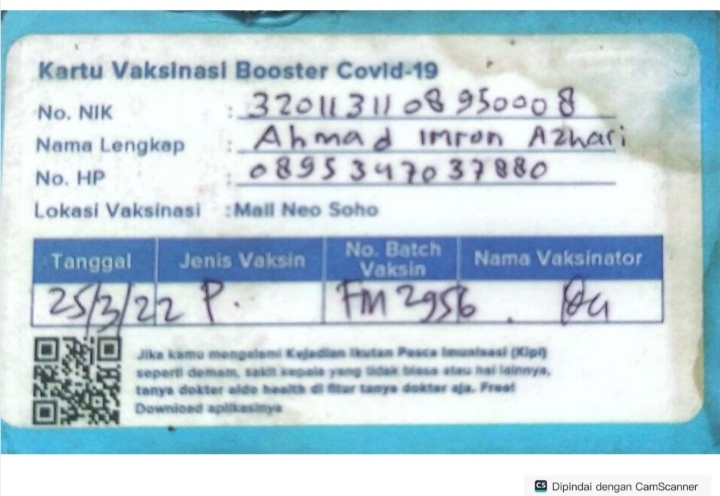 Kartu Vaksinasi Booster Covid-19
No. NIK : 3201131108950008
Nama Lengkap : Ahmad Imron Azhari
No. HP : 0895347037880
Lokasi Vaksinasi : Mall Neo Soho
Tanggal Jenis Vaksin No. Batch Vaksin Nama Vaksinator
25/3/22 P. FM 2956
Jika kamu mengalami Kejadian Ikutan Pasca Imunisasi (Kipi)
seperti demam, sakit kepala yang tidak biasa atau hal lainnya,
tanya dokter aido health di fitur tanya dokter aja. Free!
Download aplikasinya
CS Dipindai dengan CamScanner